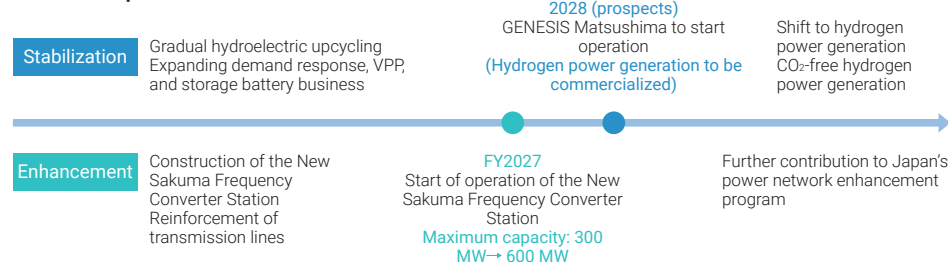 2028 (prospects)
GENESIS Matsushima to start
operation
(Hydrogen power generation to be
commercialized)
Stabilization
Gradual hydroelectric upcycling
Expanding demand response, VPP,
and storage battery business
Shift to hydrogen
power generation
CO2-free hydrogen
power generation
Enhancement
Construction of the New
Sakuma Frequency
Converter Station
Reinforcement of
transmission lines
FY2027
Start of operation of the New
Sakuma Frequency Converter
Station
Maximum capacity: 300
MW→ 600 MW
Further contribution to Japan's
power network enhancement
program